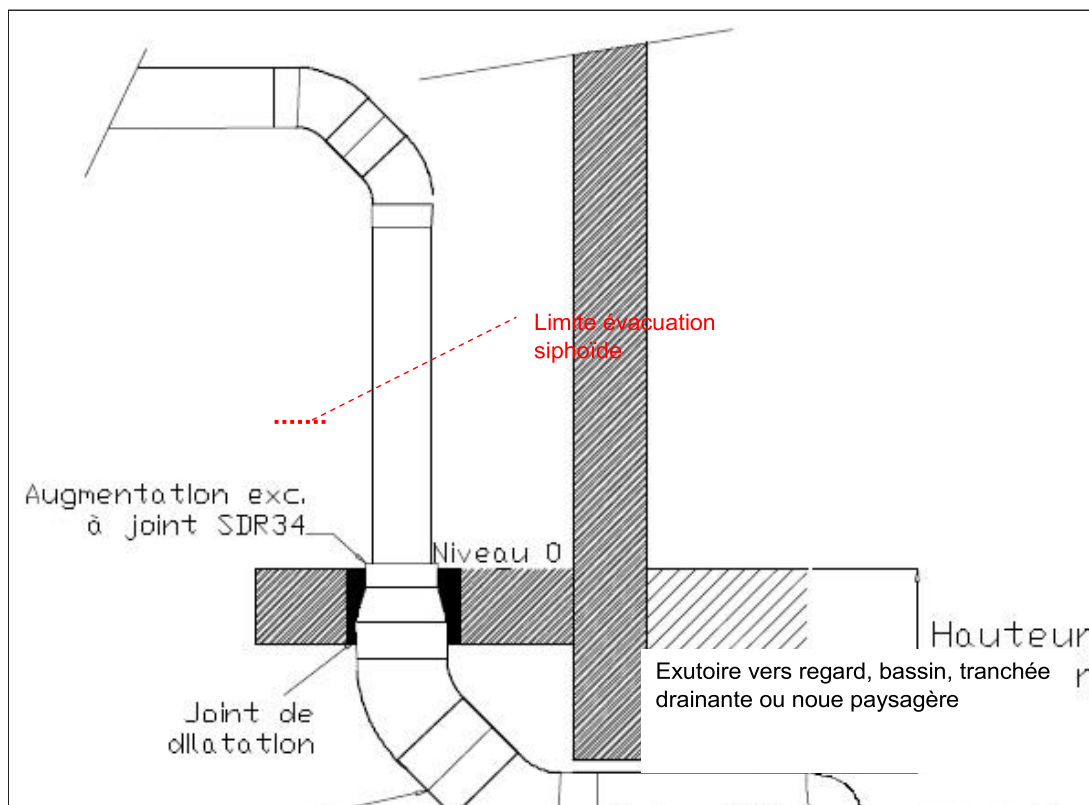 Limite évacuation
siphoïde
Augmentation exc.
à joint SDR34
Niveau 0
Hauteur
Exutoire vers regard, bassin, tranchée
drainante ou noue paysagère
Joint de
dilatation